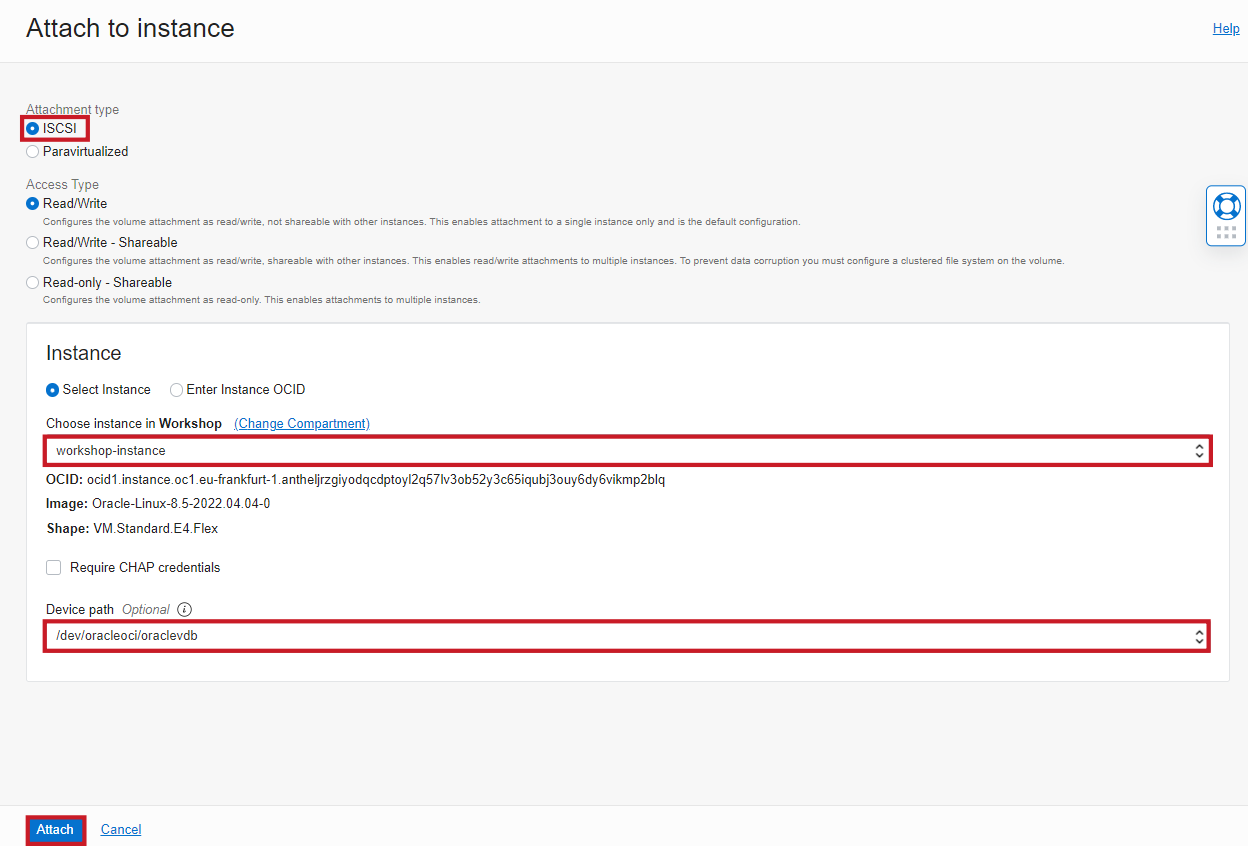 Attach to instance
Help
Attachment type
ISCSI
Paravirtualized
Access Type
Read/Write
Configures the volume attachment as read/write, not shareable with other instances. This enables attachment to a single instance only and is the default configuration.
Read/Write - Shareable
Configures the volume attachment as read/write, shareable with other instances. This enables read/write attachments to multiple instances. To prevent data corruption you must configure a clustered file system on the volume.
Read-only - Shareable
Configures the volume attachment as read-only. This enables attachments to multiple instances.
Instance
Select Instance Enter Instance OCID
Choose instance in Workshop (Change Compartment)
workshop-instance
OCID: ocid1.instance.oc1.eu-frankfurt-1.antheljrzgiyodqcdptoyl2q57lv3ob52y3c65iqubj3ouy6dy6vikmp2blq
Image: Oracle-Linux-8.5-2022.04.04-0
Shape: VM.Standard.E4.Flex
Require CHAP credentials
Device path Optional i
/dev/oracleoci/oraclevdb
Attach Cancel